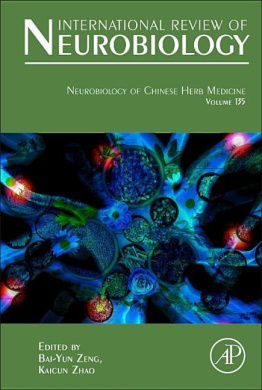 INTERNATIONAL REVIEW OF
NEUROBIOLOGY
NEUROBIOLOGY OF CHINESE HERB MEDICINE
VOLUME 135
EDITED BY
BAI-YUN ZENG,
KAICUN ZHAO
AP